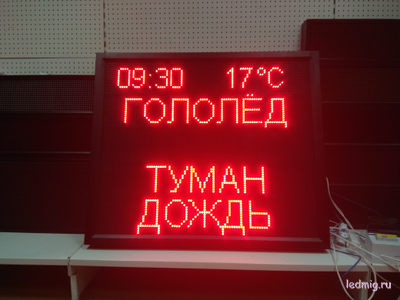 09:30 17°C
ГОЛОЛЁД
ТУМАН
ДОЖДЬ
ledmig.ru